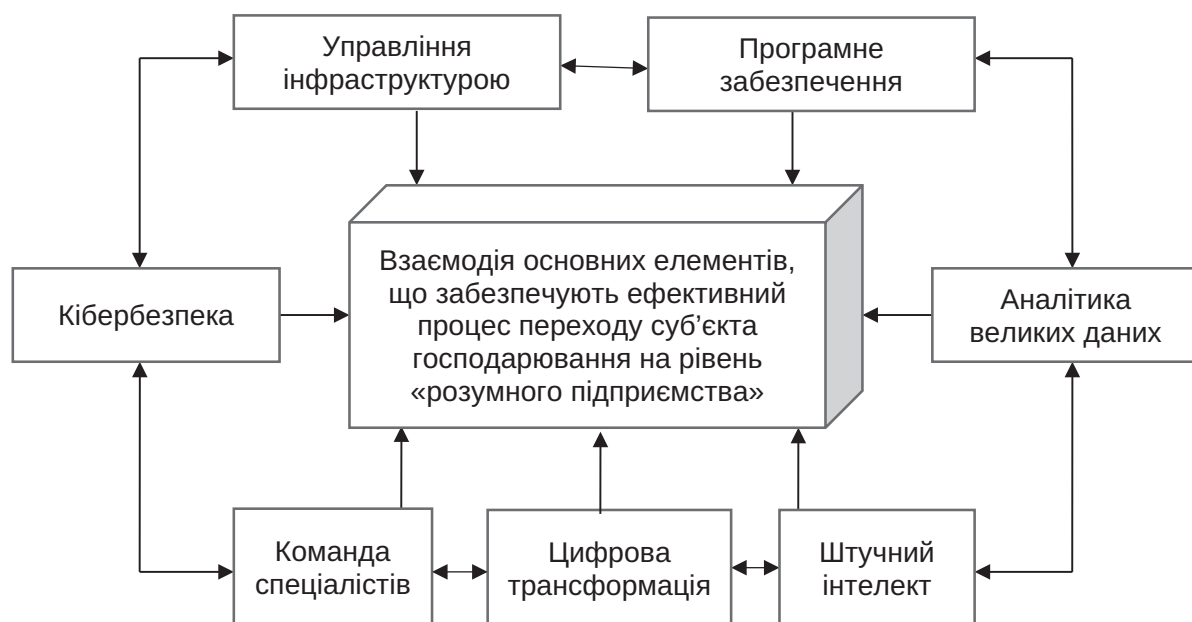 Управління
інфраструктурою
Програмне
забезпечення
Взаємодія основних елементів,
що забезпечують ефективний
процес переходу суб’єкта
господарювання на рівень
«розумного підприємства»
Кібербезпека
Аналітика
великих даних
Команда
спеціалістів
Цифрова
трансформація
Штучний
інтелект